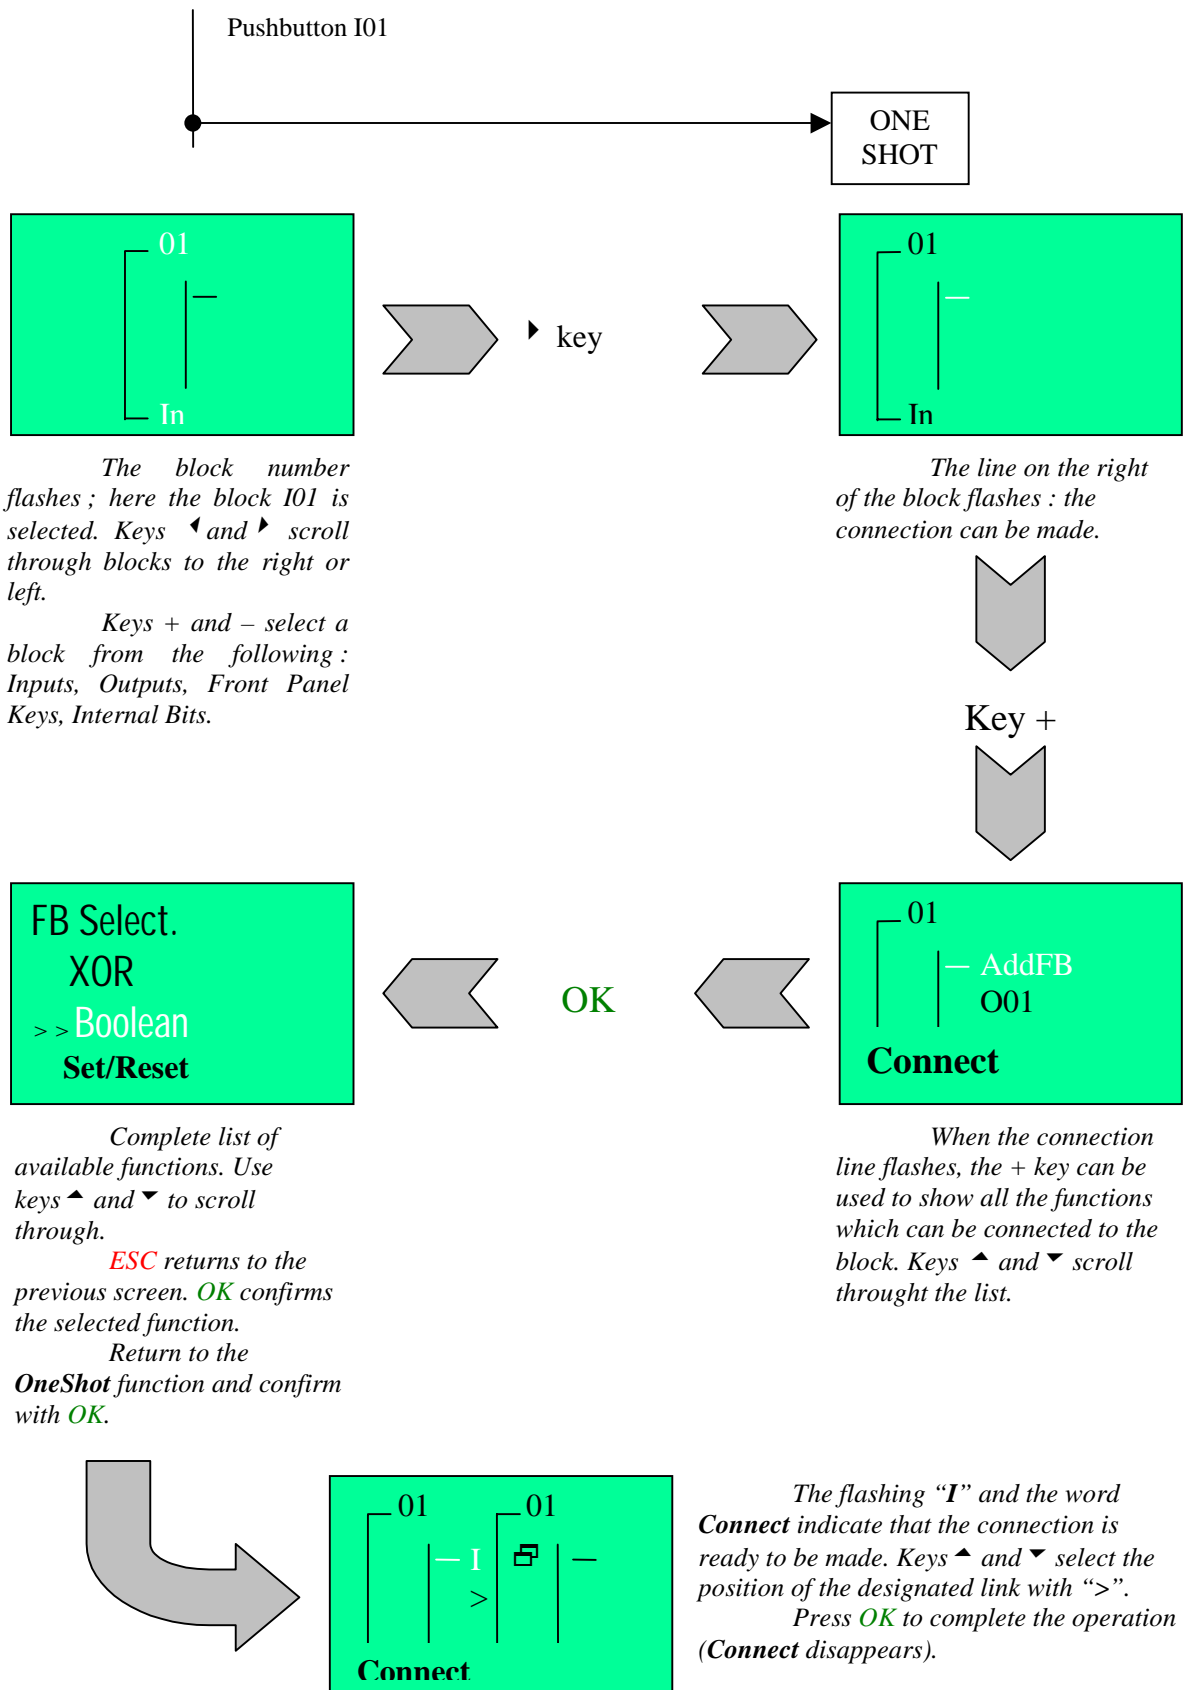 Pushbutton I01
ONE
SHOT
01
In
key
01
In
The block number
flashes ; here the block I01 is
selected. Keys and scroll
through blocks to the right or
left.
Keys + and – select a
block from the following :
Inputs, Outputs, Front Panel
Keys, Internal Bits.
The line on the right
of the block flashes : the
connection can be made.
Key +
01
AddFB
O01
Connect
OK
FB Select.
XOR
>> Boolean
Set/Reset
When the connection
line flashes, the + key can be
used to show all the functions
which can be connected to the
block. Keys and scroll
throught the list.
Complete list of
available functions. Use
keys and to scroll
through.
ESC returns to the
previous screen. OK confirms
the selected function.
Return to the
OneShot function and confirm
with OK.
01 01
I
>
Connect
The flashing “I” and the word
Connect indicate that the connection is
ready to be made. Keys and select the
position of the designated link with “>”.
Press OK to complete the operation
(Connect disappears).